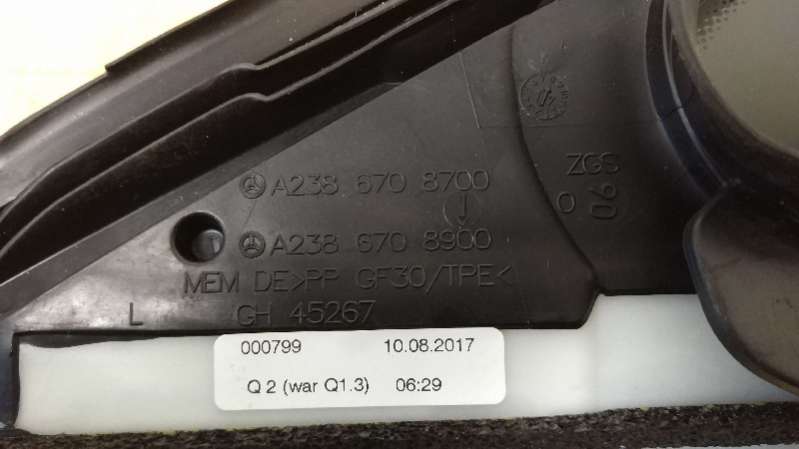 A238 670 8700
ZGS 90
0
A238 670 8900
MEM DE>PP GF30/TPE<
L GH 45267
000799 10.08.2017
Q 2 (war Q1.3) 06:29